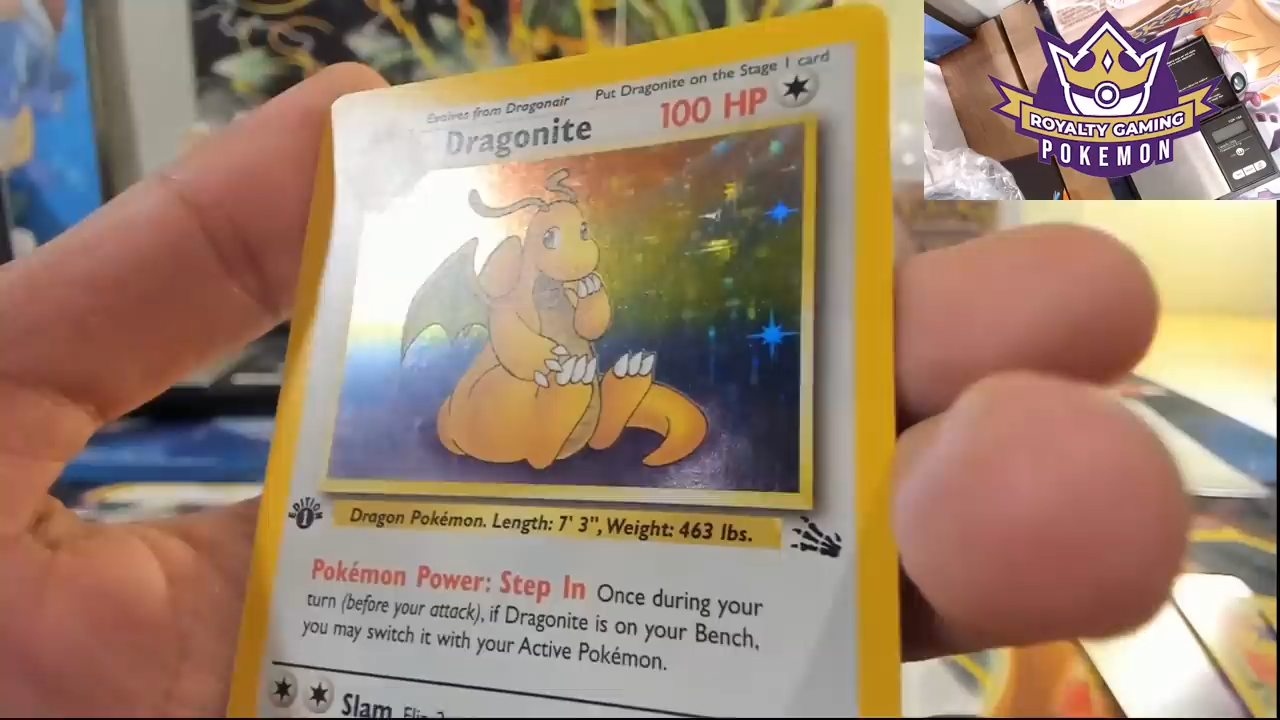 Evolves from Dragonair
Put Dragonite on the Stage 1 card
Dragonite
100 HP
ROYALTY GAMING
POKEMON
EDITION
1
Dragon Pokémon. Length: 7' 3", Weight: 463 lbs.
Pokémon Power: Step In Once during your
turn (before your attack), if Dragonite is on your Bench,
you may switch it with your Active Pokémon.
Slam